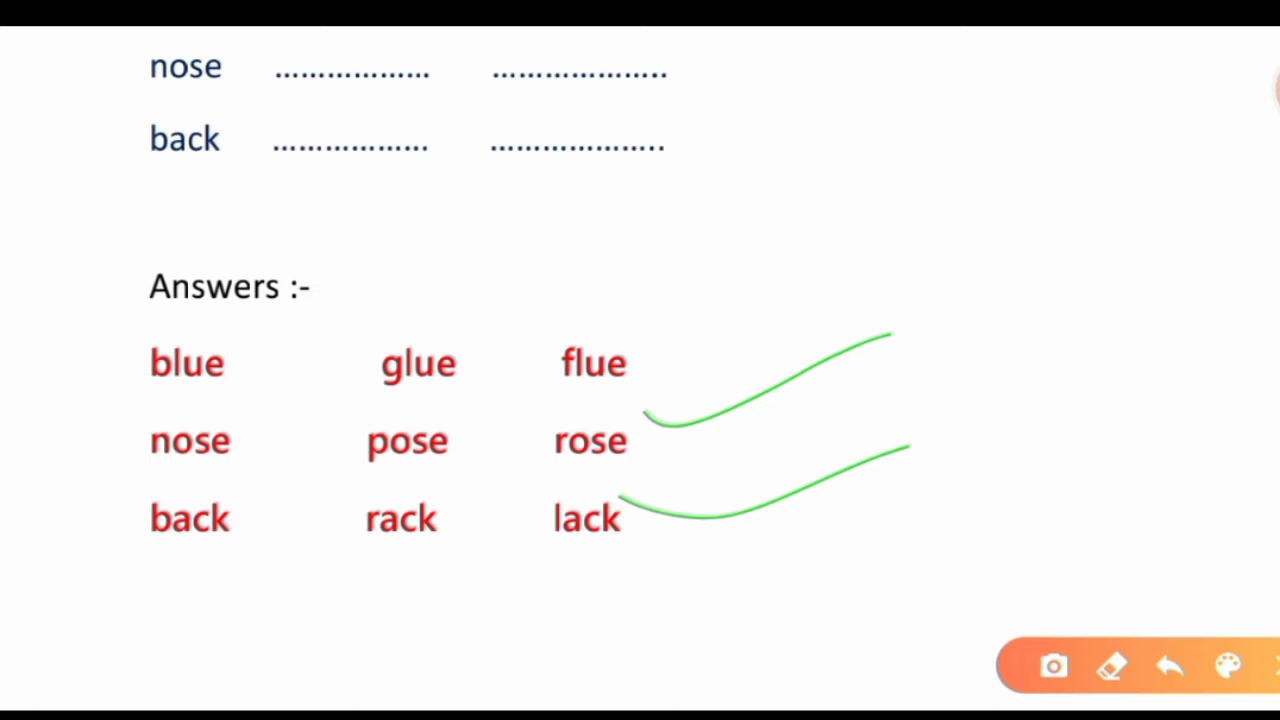 nose ……………… ………………..
back ……………… ………………..
Answers :-
blue glue flue
nose pose rose
back rack lack